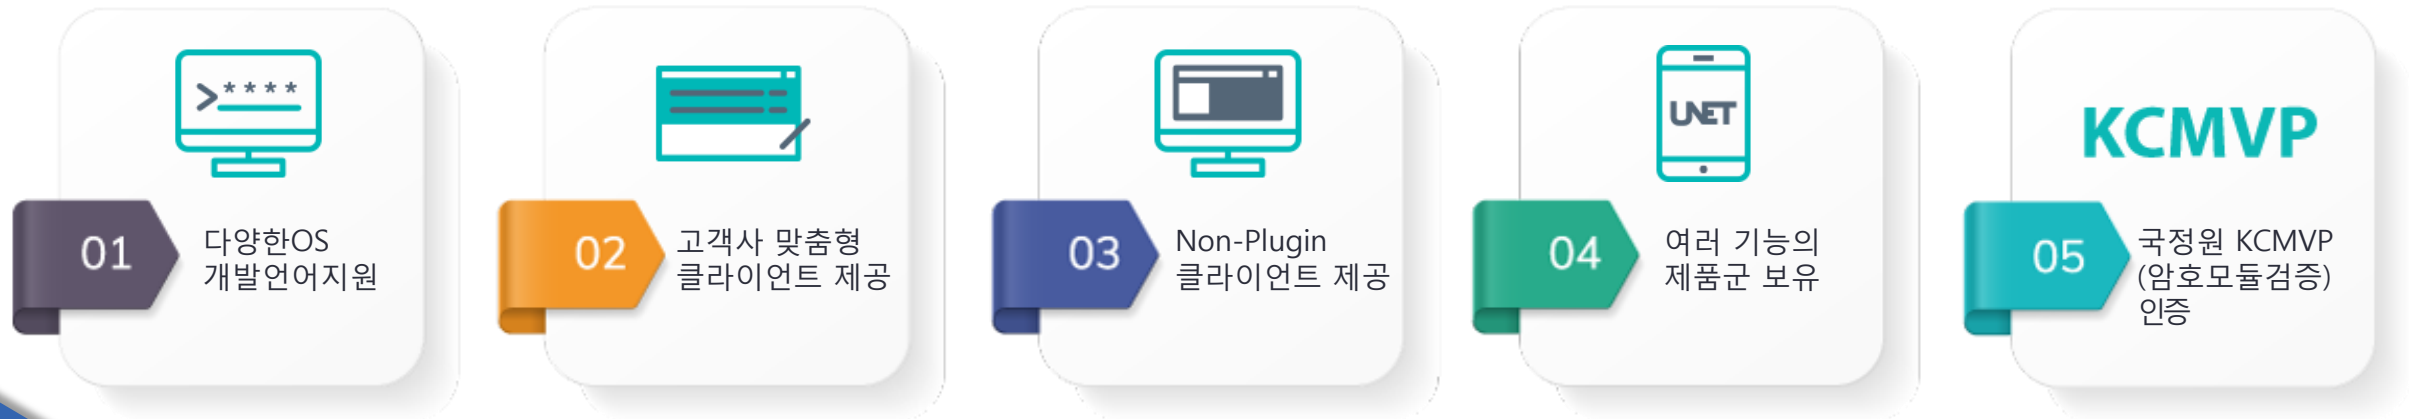 >****
01
다양한OS
개발언어지원
02
고객사 맞춤형
클라이언트 제공
03
Non-Plugin
클라이언트 제공
UNET
04
여러 기능의
제품군 보유
KCMVP
05
국정원 KCMVP
(암호모듈검증)
인증